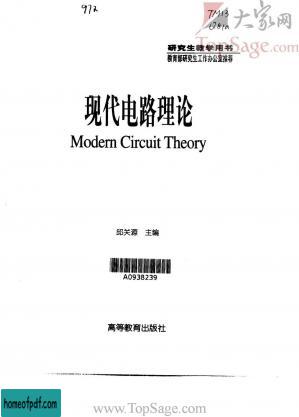 972
TM13
大家网
TopSage.com
研究生教学用书
教育部研究生工作办公室推荐
现代电路理论
Modern Circuit Theory
邱关源 主编
A0938239
高等教育出版社
homeofpdf.com
www.TopSage.com